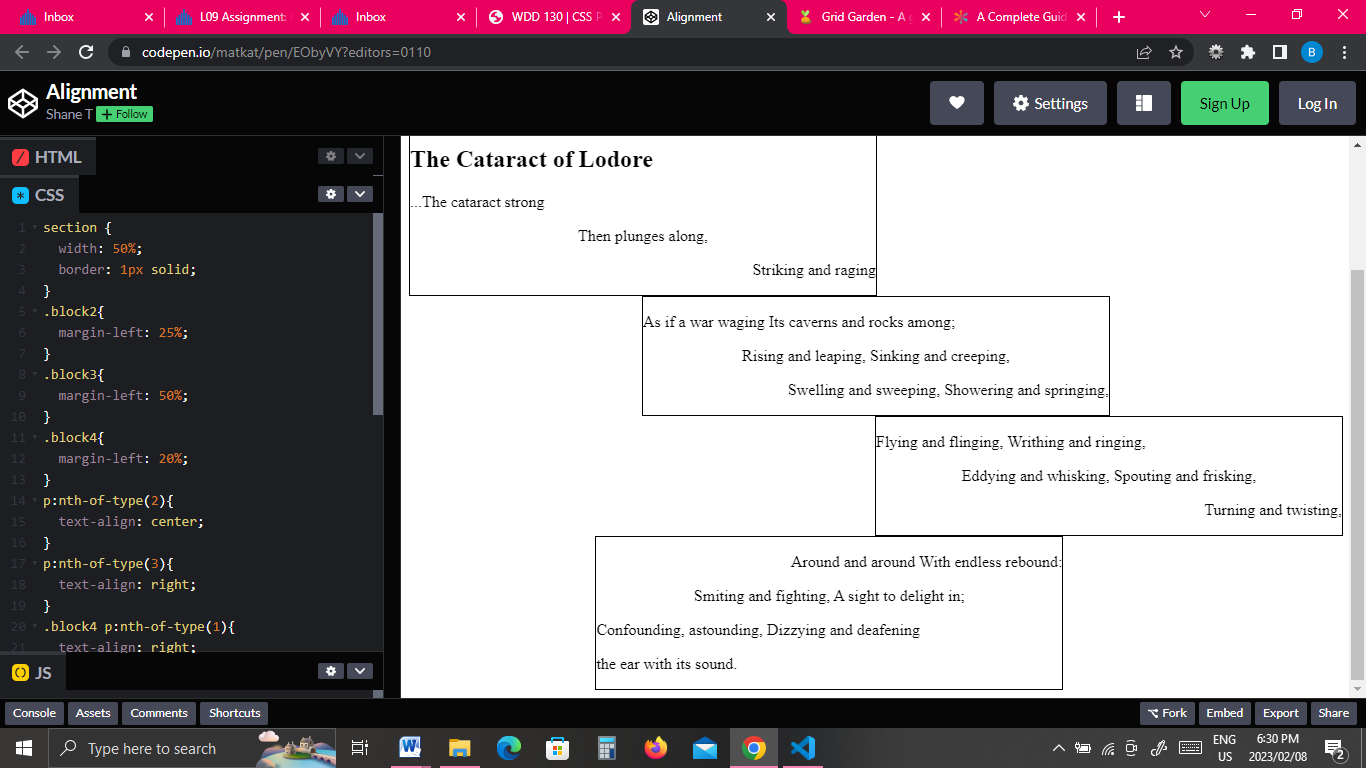 Inbox
L09 Assignment:
Inbox
WDD 130 | CSS P
Alignment
Grid Garden - A g
A Complete Guid
codepen.io/matkat/pen/EObyVY?editors=0110
B
Alignment
Shane T + Follow
Settings
Sign Up
Log In
HTML
CSS
1 section {
2 width: 50%;
3 border: 1px solid;
4 }
5 .block2{
6 margin-left: 25%;
7 }
8 .block3{
9 margin-left: 50%;
10 }
11 .block4{
12 margin-left: 20%;
13 }
14 p:nth-of-type(2){
15 text-align: center;
16 }
17 p:nth-of-type(3){
18 text-align: right;
19 }
20 .block4 p:nth-of-type(1){
21 text-align: right;
JS
The Cataract of Lodore
...The cataract strong
Then plunges along,
Striking and raging
As if a war waging Its caverns and rocks among;
Rising and leaping, Sinking and creeping,
Swelling and sweeping, Showering and springing,
Flying and flinging, Writhing and ringing,
Eddying and whisking, Spouting and frisking,
Turning and twisting,
Around and around With endless rebound:
Smiting and fighting, A sight to delight in;
Confounding, astounding, Dizzying and deafening
the ear with its sound.
Console
Assets
Comments
Shortcuts
Fork
Embed
Export
Share
Type here to search
ENG
US
6:30 PM
2023/02/08
2